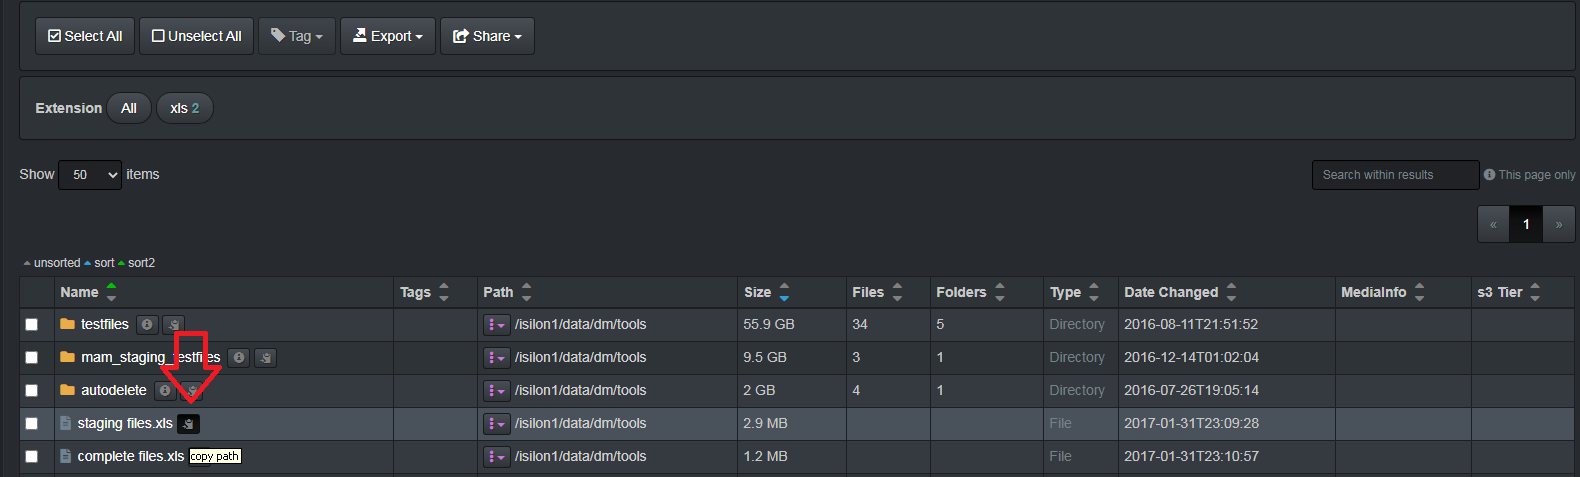 Select All Unselect All Tag Export Share
Extension All xls 2
Show 50 items Search within results This page only
« 1 »
unsorted sort sort2
Name Tags Path Size Files Folders Type Date Changed MediaInfo s3 Tier
testfiles /isilon1/data/dm/tools 55.9 GB 34 5 Directory 2016-08-11T21:51:52
mam_staging_testfiles /isilon1/data/dm/tools 9.5 GB 3 1 Directory 2016-12-14T01:02:04
autodelete /isilon1/data/dm/tools 2 GB 4 1 Directory 2016-07-26T19:05:14
staging files.xls /isilon1/data/dm/tools 2.9 MB File 2017-01-31T23:09:28
complete files.xls copy path /isilon1/data/dm/tools 1.2 MB File 2017-01-31T23:10:57